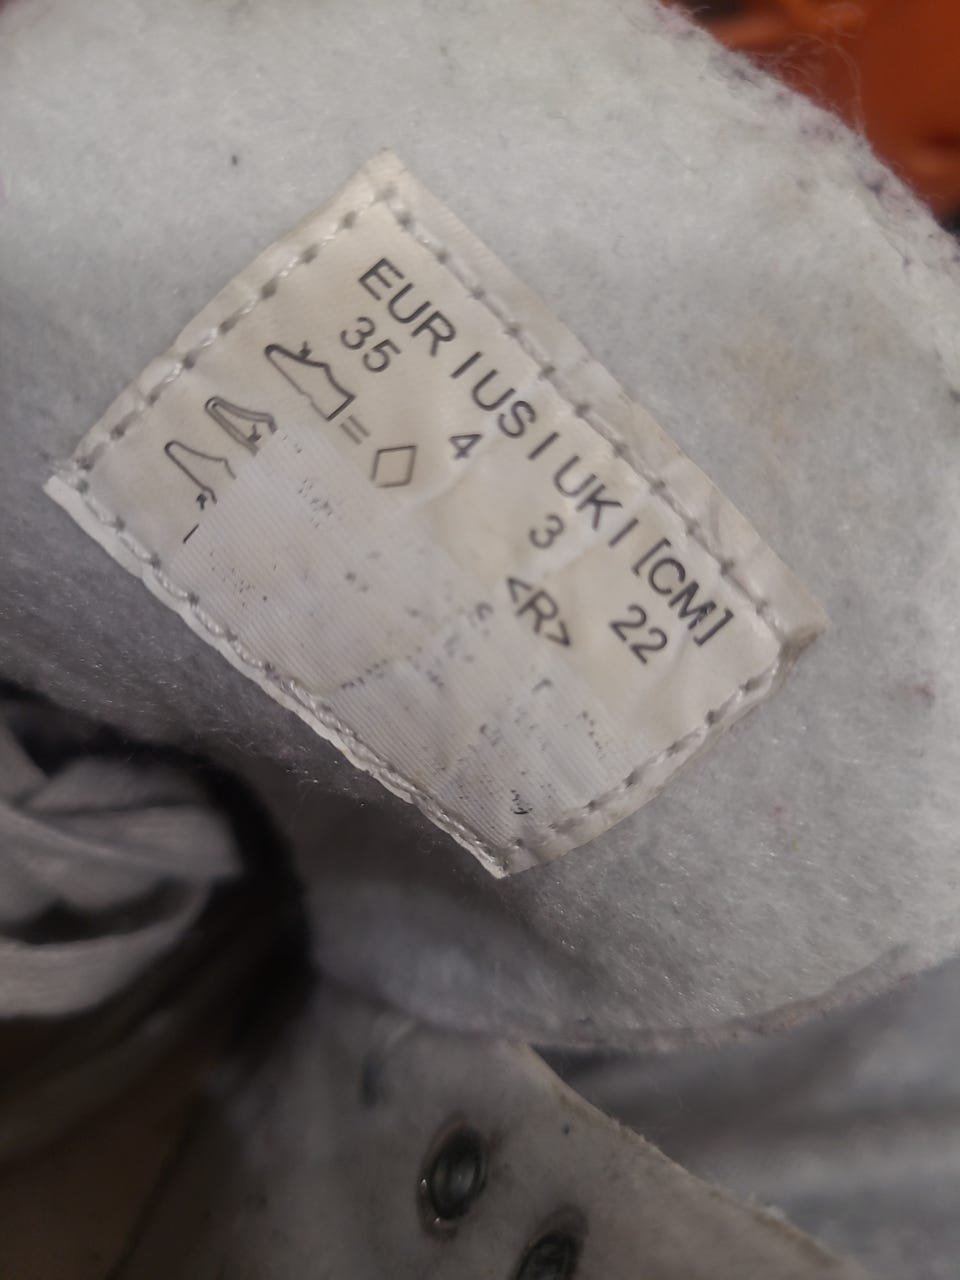 EUR | US | UK | [CM]
35 4 3 22
= <R>